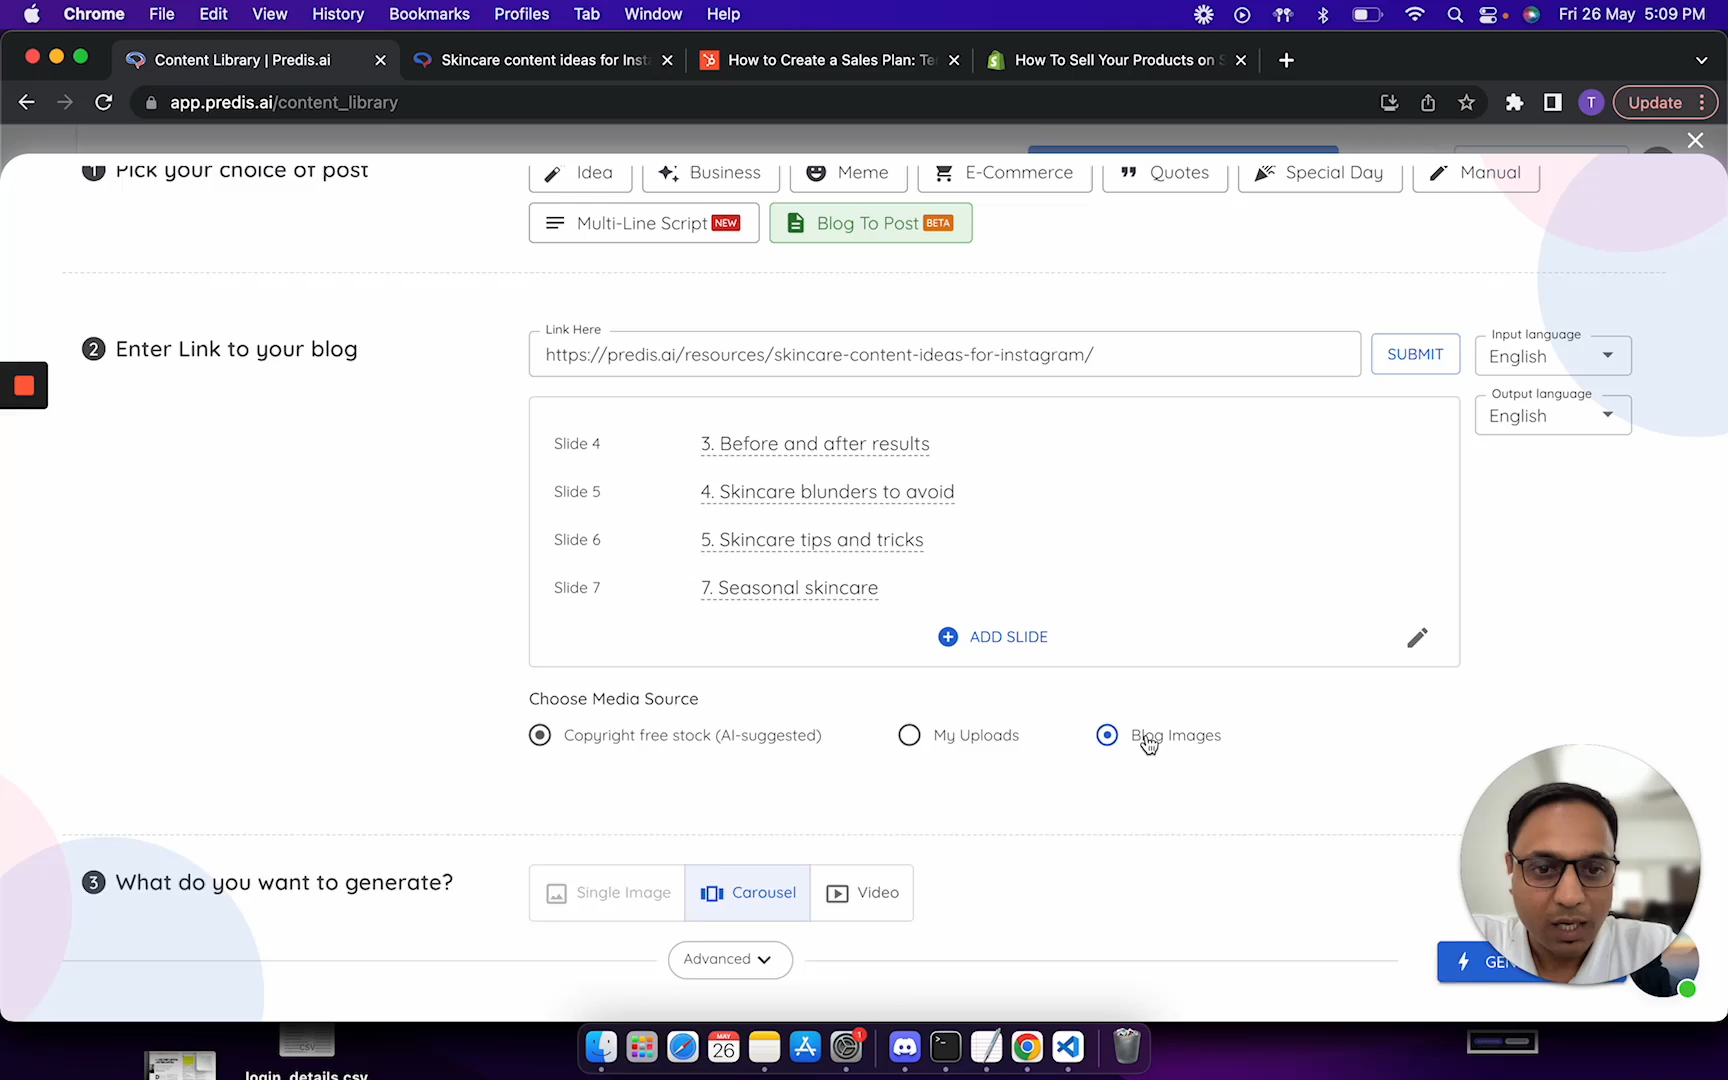 Chrome File Edit View History Bookmarks Profiles Tab Window Help Fri 26 May 5:09 PM
Content Library | Predis.ai Skincare content ideas for Inst How to Create a Sales Plan: Te How To Sell Your Products on S
app.predis.ai/content_library T Update
1 Pick your choice of post Idea Business Meme E-Commerce Quotes Special Day Manual
Multi-Line Script NEW Blog To Post BETA
2 Enter Link to your blog
Link Here
https://predis.ai/resources/skincare-content-ideas-for-instagram/
SUBMIT
Input language
English
Output language
English
Slide 4 3. Before and after results
Slide 5 4. Skincare blunders to avoid
Slide 6 5. Skincare tips and tricks
Slide 7 7. Seasonal skincare
ADD SLIDE
Choose Media Source
Copyright free stock (AI-suggested) My Uploads Blog Images
3 What do you want to generate? Single Image Carousel Video
Advanced
GEN
MAY
26
1
csv
login_details.csv